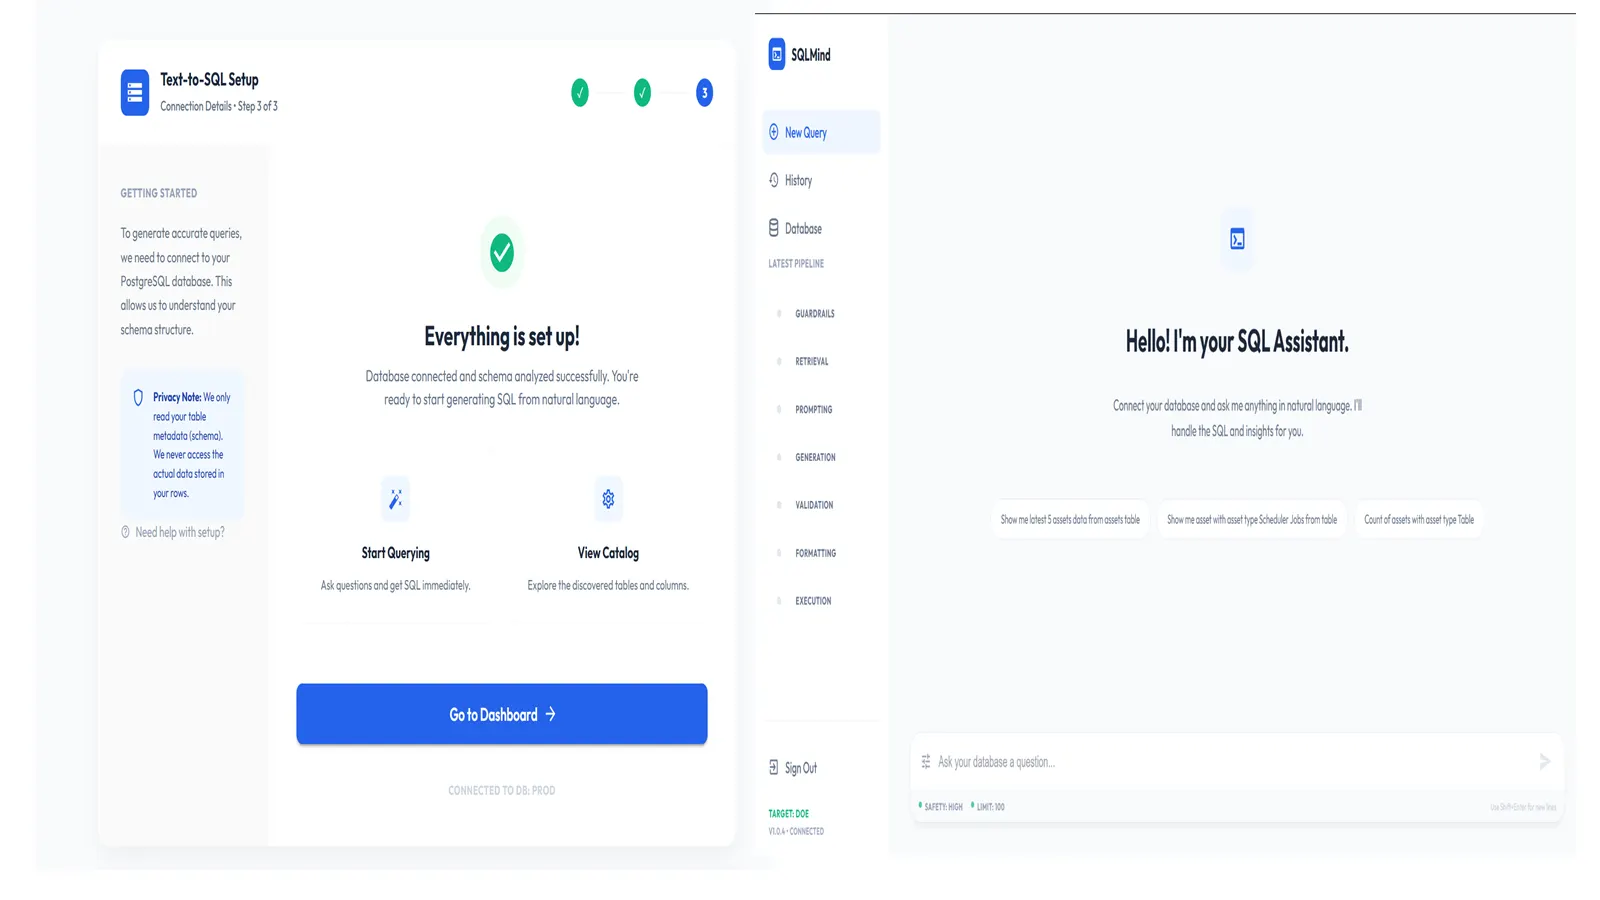 Text-to-SQL Setup
Connection Details • Step 3 of 3
3
GETTING STARTED
To generate accurate queries,
we need to connect to your
PostgreSQL database. This
allows us to understand your
schema structure.
Privacy Note: We only
read your table
metadata (schema).
We never access the
actual data stored in
your rows.
Need help with setup?
Everything is set up!
Database connected and schema analyzed successfully. You're
ready to start generating SQL from natural language.
Start Querying
Ask questions and get SQL immediately.
View Catalog
Explore the discovered tables and columns.
Go to Dashboard →
CONNECTED TO DB: PROD
SQLMind
New Query
History
Database
LATEST PIPELINE
GUARDRAILS
RETRIEVAL
PROMPTING
GENERATION
VALIDATION
FORMATTING
EXECUTION
Sign Out
TARGET: DOE
V1.0.4 • CONNECTED
Hello! I'm your SQL Assistant.
Connect your database and ask me anything in natural language. I'll
handle the SQL and insights for you.
Show me latest 5 assets data from assets table
Show me asset with asset type Scheduler Jobs from table
Count of assets with asset type Table
Ask your database a question...
SAFETY: HIGH
LIMIT: 100
Use Shift+Enter for new lines